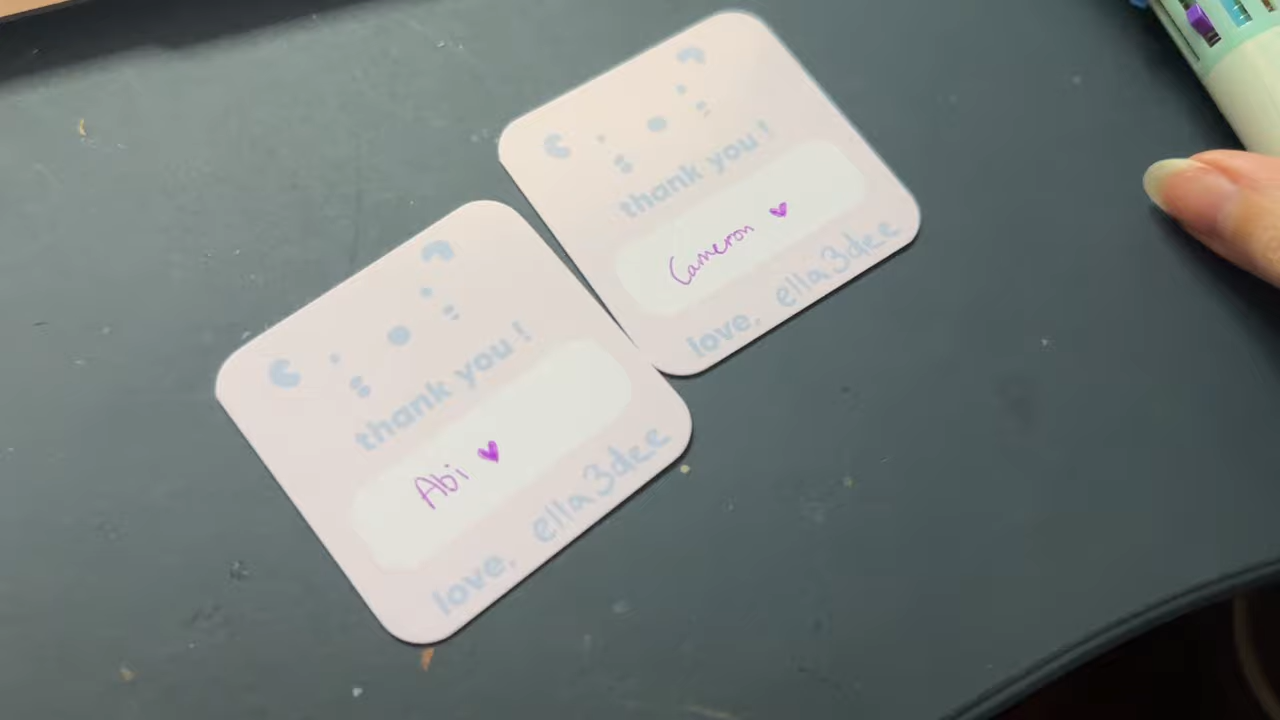 thank you !
Abi ♥
love, ella3dee
thank you !
Cameron ♥
love, ella3dee